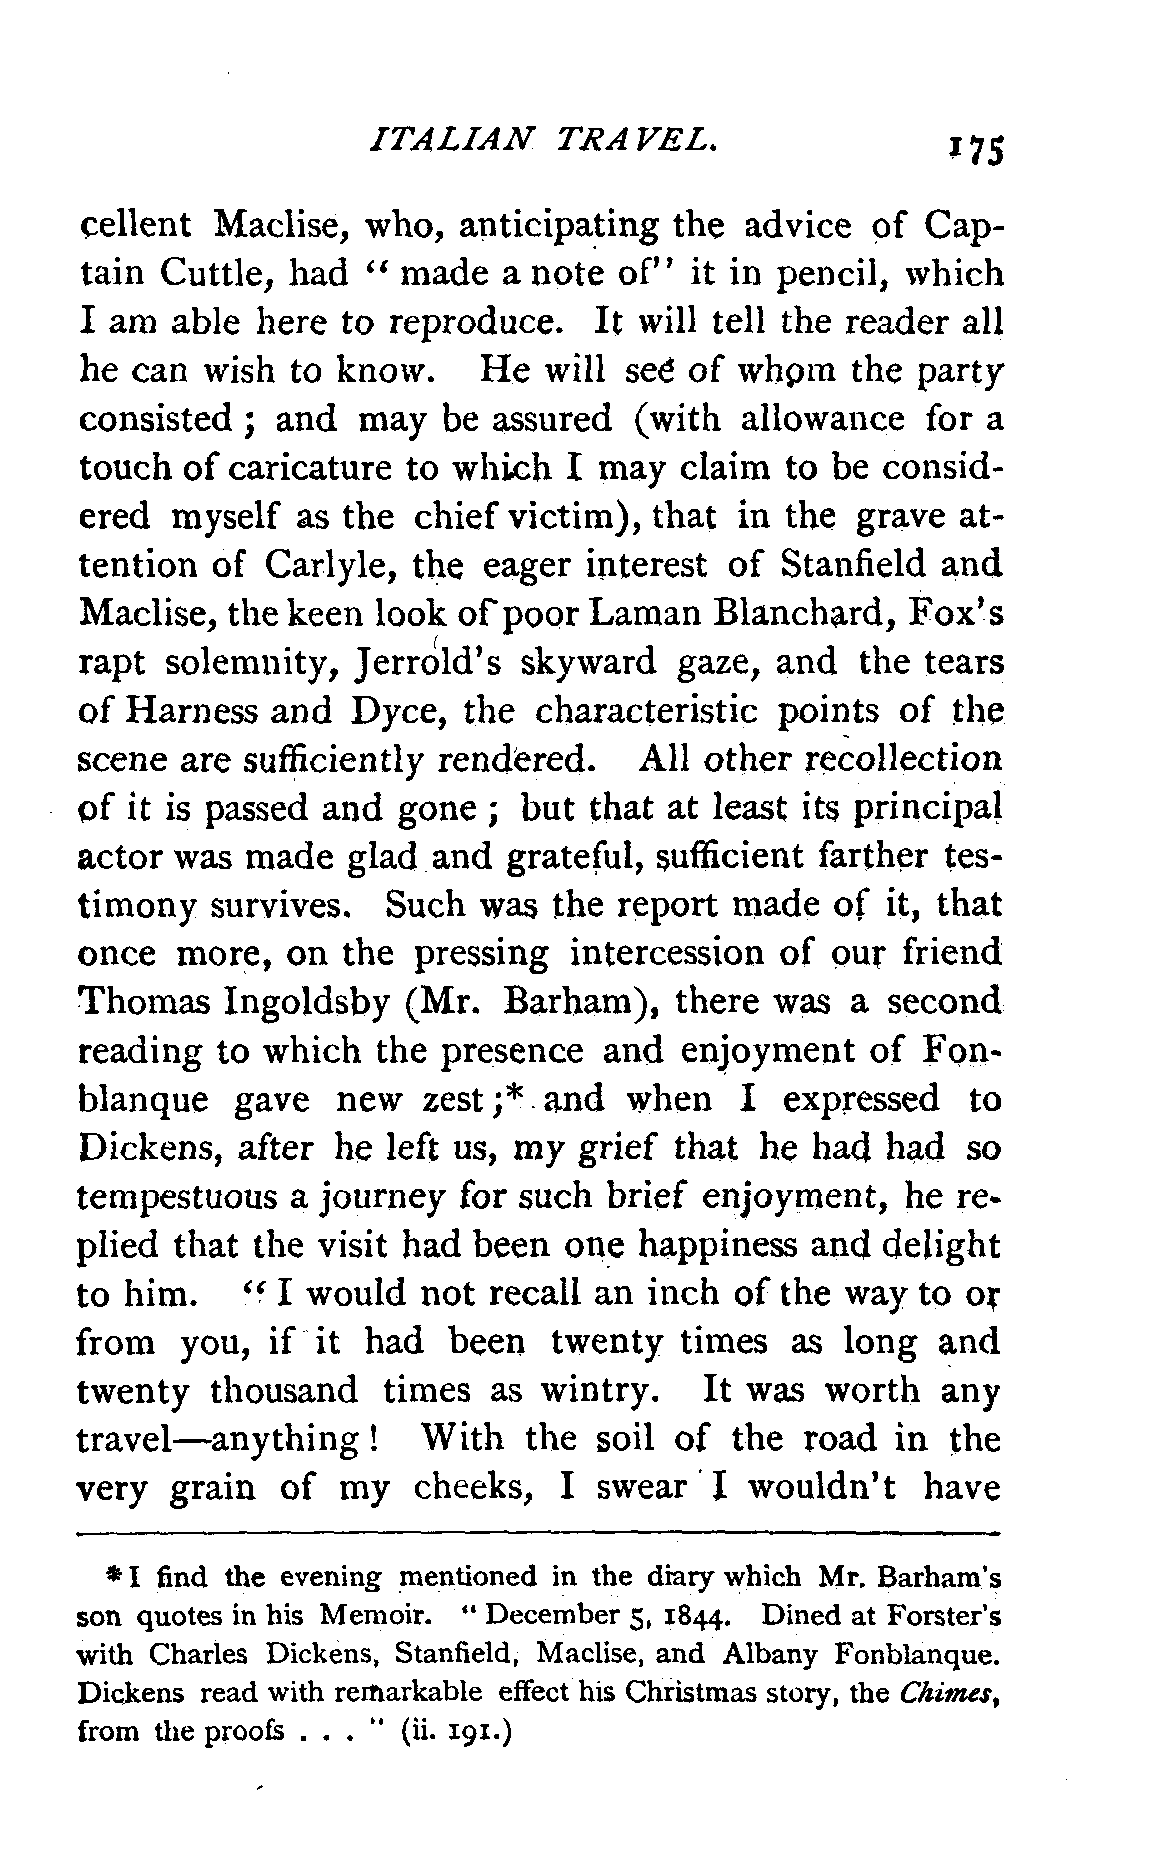 ITALIAN TRAVEL. 175
cellent Maclise, who, anticipating the advice of Cap-
tain Cuttle, had “ made a note of’’ it in pencil, which
I am able here to reproduce. It will tell the reader all
he can wish to know. He will see of whom the party
consisted ; and may be assured (with allowance for a
touch of caricature to which I may claim to be consid-
ered myself as the chief victim), that in the grave at-
tention of Carlyle, the eager interest of Stanfield and
Maclise, the keen look of poor Laman Blanchard, Fox’s
rapt solemnity, Jerrold’s skyward gaze, and the tears
of Harness and Dyce, the characteristic points of the
scene are sufficiently rendered. All other recollection
of it is passed and gone ; but that at least its principal
actor was made glad and grateful, sufficient farther tes-
timony survives. Such was the report made of it, that
once more, on the pressing intercession of our friend
Thomas Ingoldsby (Mr. Barham), there was a second
reading to which the presence and enjoyment of Fon-
blanque gave new zest ;* and when I expressed to
Dickens, after he left us, my grief that he had had so
tempestuous a journey for such brief enjoyment, he re-
plied that the visit had been one happiness and delight
to him. “ I would not recall an inch of the way to or
from you, if it had been twenty times as long and
twenty thousand times as wintry. It was worth any
travel—anything ! With the soil of the road in the
very grain of my cheeks, I swear I wouldn’t have
* I find the evening mentioned in the diary which Mr. Barham’s
son quotes in his Memoir. “ December 5, 1844. Dined at Forster’s
with Charles Dickens, Stanfield, Maclise, and Albany Fonblanque.
Dickens read with remarkable effect his Christmas story, the Chimes,
from the proofs . . . ” (ii. 191.)